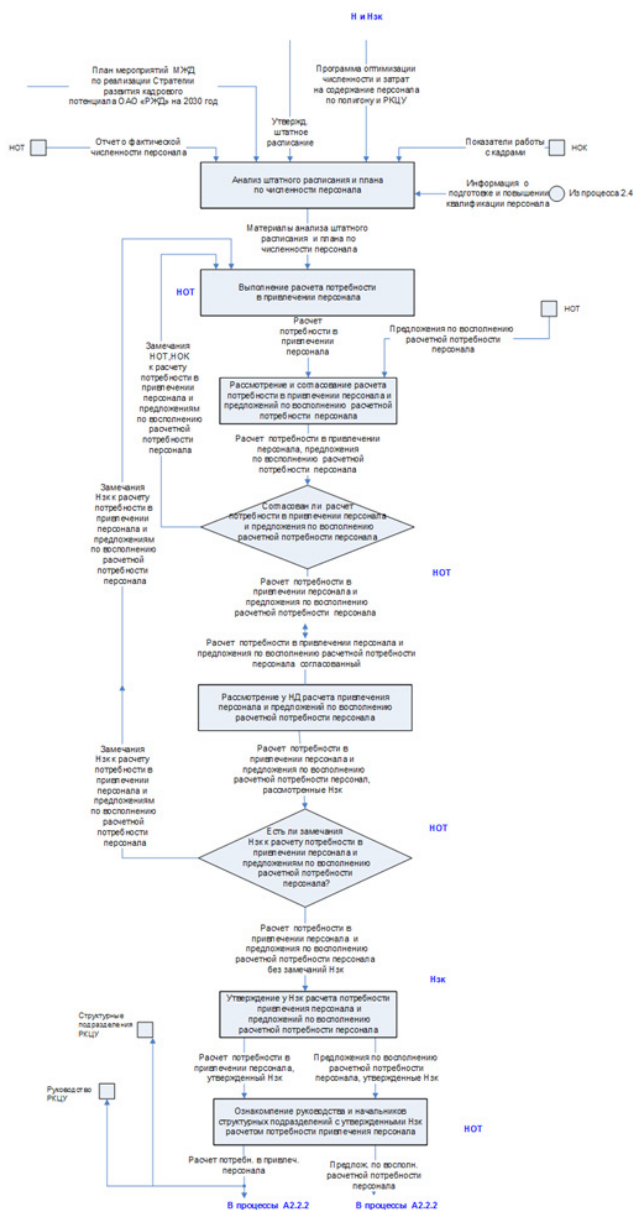 Н и Нзк
План мероприятий МЖД
по реализации Стратегии
развития кадрового
потенциала ОАО «РЖД» на 2030 год
Программа оптимизации
численности и затрат
на содержание персонала
по полигону и РКЦУ
Утвержд.
штатное
расписание
НОТ
Отчет о фактической
численности персонала
Показатели работы
с кадрами
НОК
Анализ штатного расписания и плана
по численности персонала
Информация о
подготовке и повышении
квалификации персонала
Из процесса 2.4
Материалы анализа штатного
расписания и плана по
численности персонала
НОТ
Выполнение расчета потребности
в привлечении персонала
НОТ
Расчет
потребности в
привлечении
персонала
Предложения по восполнению
расчетной потребности
персонала
Замечания
НОТ,НОК
к расчету
потребности в
привлечении
персонала и
предложениям
по восполнению
расчетной
потребности
персонала
Рассмотрение и согласование расчета
потребности в привлечении персонала и
предложений по восполнению расчетной
потребности персонала
Расчет потребности в привлечении
персонала, предложения
по восполнению расчетной
потребности персонала
Замечания
Нзк к расчету
потребности в
привлечении
персонала и
предложениям
по восполнению
расчетной
потребности
персонала
Согласован ли расчет
потребности в привлечении персонала
и предложения по восполнению
расчетной потребности персонала
НОТ
Расчет потребности в
привлечении персонала и
предложения по восполнению
расчетной потребности персонала
Расчет потребности в привлечении персонала и
предложения по восполнению расчетной потребности
персонала согласованный
Рассмотрение у НД расчета привлечения
персонала и предложений по восполнению
расчетной потребности персонала
Замечания
Нзк к расчету
потребности в
привлечении
персонала и
предложениям
по восполнению
расчетной
потребности
персонала
Расчет потребности в
привлечении персонала и
предложения по восполнению
расчетной потребности персонал,
рассмотренные Нзк
НОТ
Есть ли замечания
Нзк к расчету потребности в
привлечении персонала и
предложениям по восполнению
расчетной потребности
персонала?
Расчет потребности в
привлечении персонала и
предложения по восполнению
расчетной потребности персонала
без замечаний Нзк
Нзк
Утверждение у Нзк расчета потребности
привлечения персонала и
предложений по восполнению
расчетной потребности персонала
Структурные
подразделения
РКЦУ
Расчет потребности в
привлечении персонала,
утвержденный Нзк
Предложения по восполнению
расчетной потребности
персонала, утвержденные Нзк
Руководство
РКЦУ
Ознакомление руководства и начальников
структурных подразделений с утвержденными Нзк
расчетом потребности привлечения персонала
НОТ
Расчет потребн. в привлеч.
персонала
Предлож. по восполн.
расчетной потребности
персонала
В процессы А2.2.2
В процессы А2.2.2